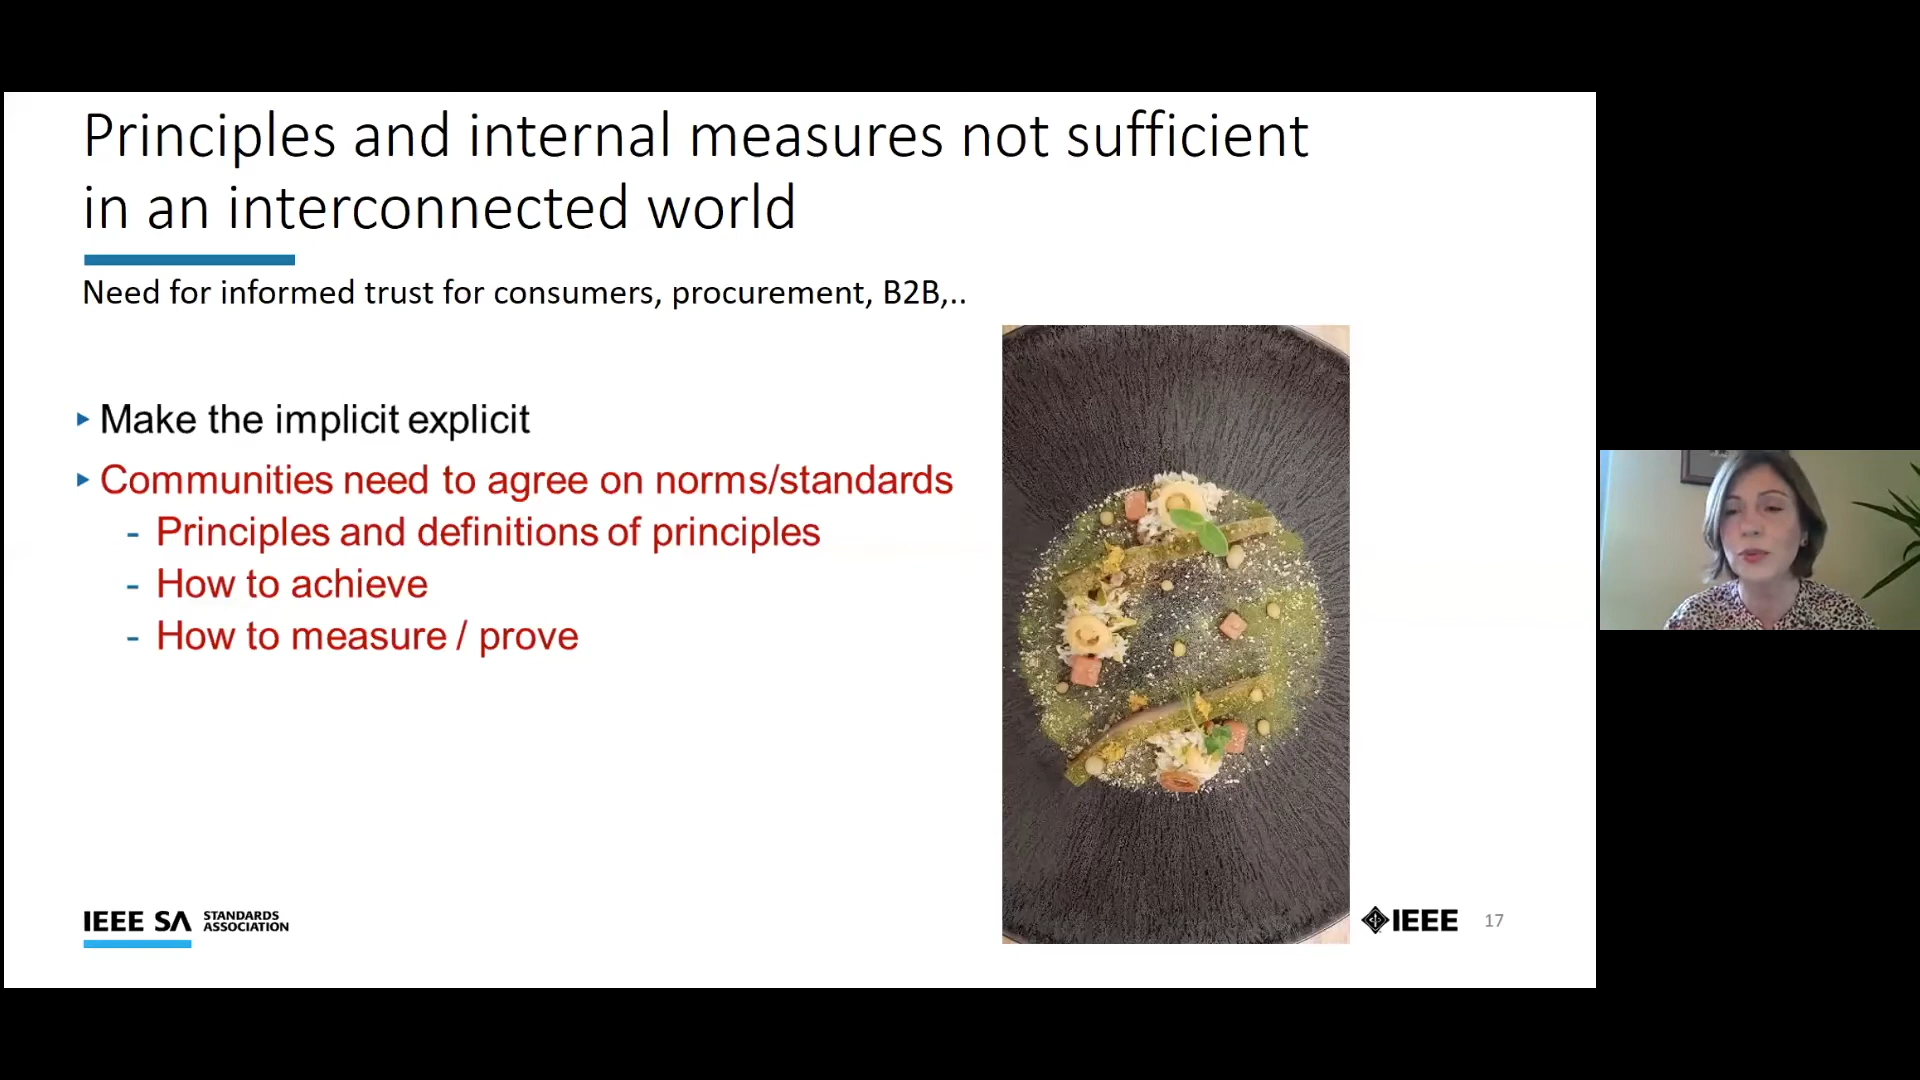 Principles and internal measures not sufficient
in an interconnected world
Need for informed trust for consumers, procurement, B2B,..
Make the implicit explicit
Communities need to agree on norms/standards
- Principles and definitions of principles
- How to achieve
- How to measure / prove
IEEE SA STANDARDS
ASSOCIATION
IEEE
17